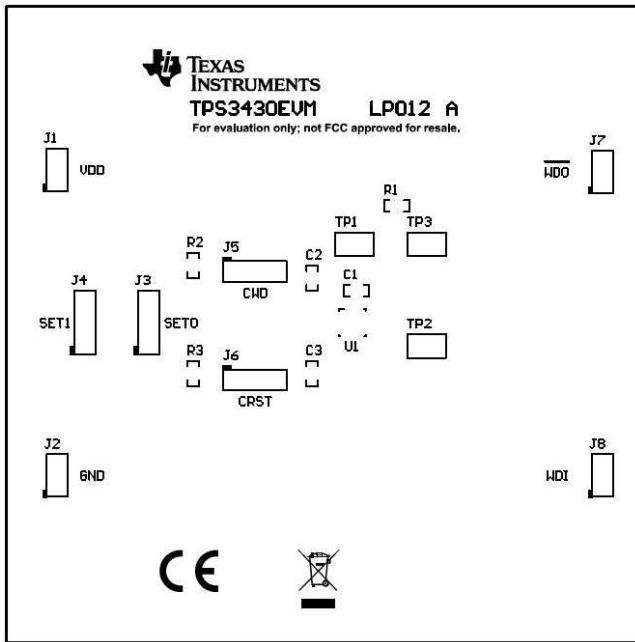 TEXAS
INSTRUMENTS
TPS3430EVM LP012 A
For evaluation only; not FCC approved for resale.
J1
VDD
J7
WDO
R1
TP1
TP3
R2
J5
C2
CWD
C1
J4
J3
SET1
SET0
U1
TP2
R3
J6
C3
CRST
J2
GND
J8
WDI
CE